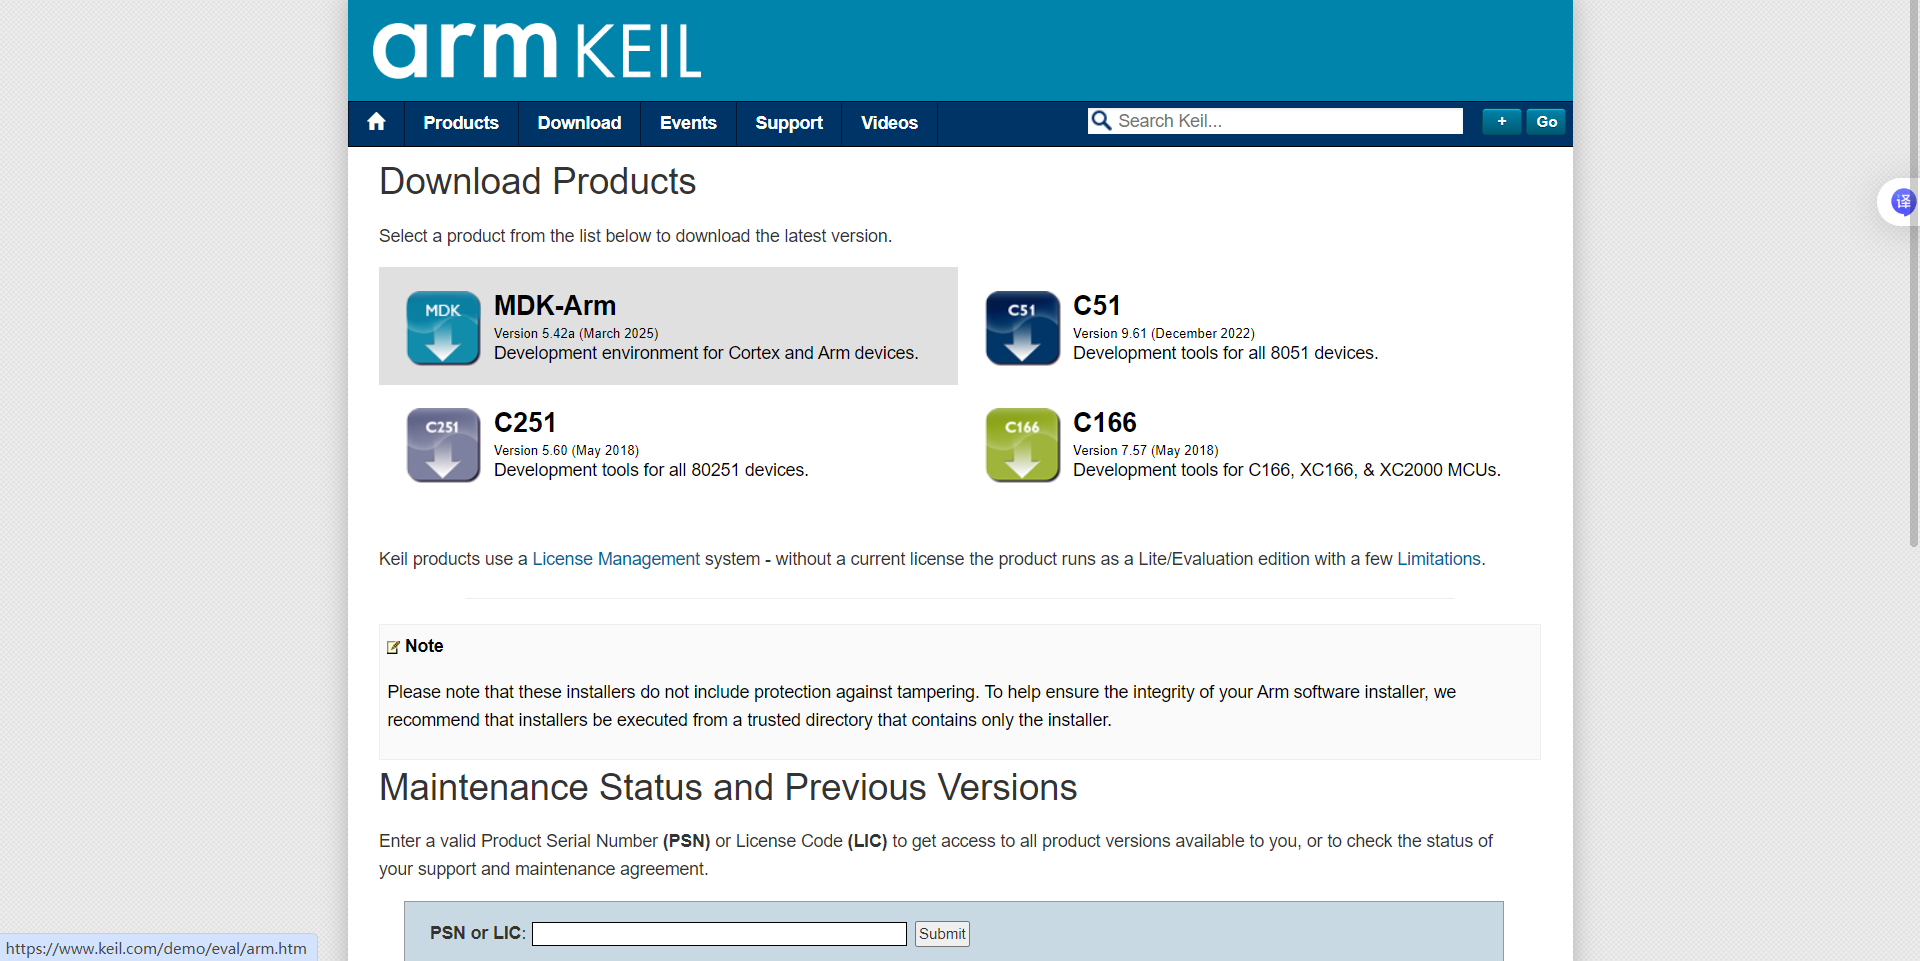 arm KEIL
Products Download Events Support Videos Search Keil... + Go
Download Products
Select a product from the list below to download the latest version.
MDK
MDK-Arm
Version 5.42a (March 2025)
Development environment for Cortex and Arm devices.
C51
C51
Version 9.61 (December 2022)
Development tools for all 8051 devices.
C251
C251
Version 5.60 (May 2018)
Development tools for all 80251 devices.
C166
C166
Version 7.57 (May 2018)
Development tools for C166, XC166, & XC2000 MCUs.
Keil products use a License Management system - without a current license the product runs as a Lite/Evaluation edition with a few Limitations.
Note
Please note that these installers do not include protection against tampering. To help ensure the integrity of your Arm software installer, we
recommend that installers be executed from a trusted directory that contains only the installer.
Maintenance Status and Previous Versions
Enter a valid Product Serial Number (PSN) or License Code (LIC) to get access to all product versions available to you, or to check the status of
your support and maintenance agreement.
PSN or LIC: Submit
https://www.keil.com/demo/eval/arm.htm
译